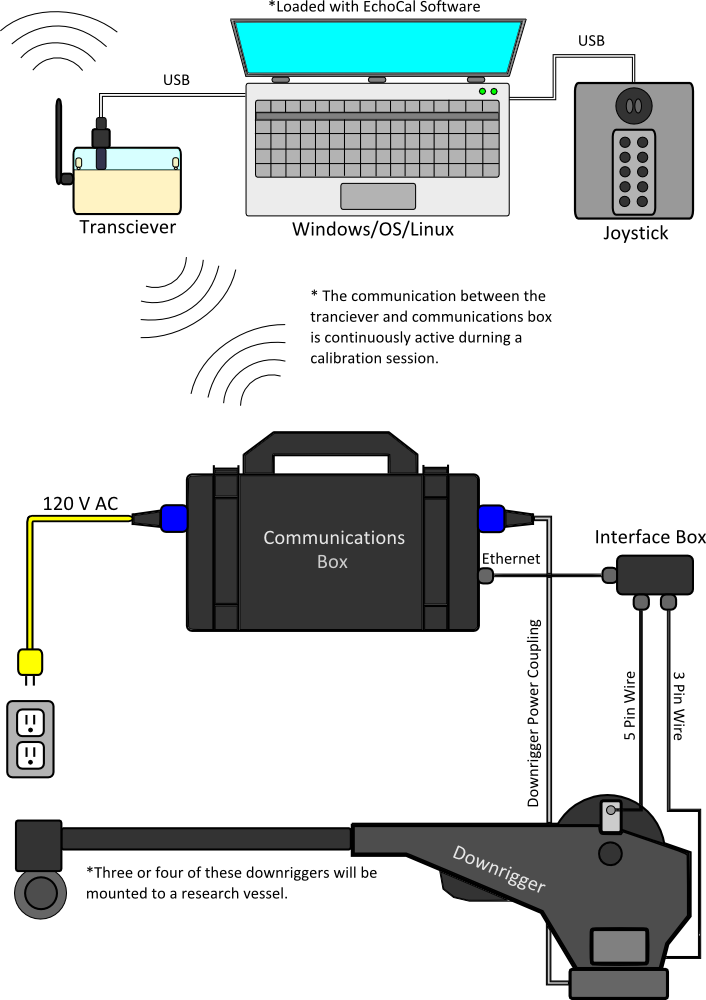 *Loaded with EchoCal Software
USB
USB
Transciever
Windows/OS/Linux
Joystick
* The communication between the
tranciever and communications box
is continuously active durning a
calibration session.
120 V AC
Communications
Box
Ethernet
Interface Box
Downrigger Power Coupling
5 Pin Wire
3 Pin Wire
Downrigger
*Three or four of these downriggers will be
mounted to a research vessel.